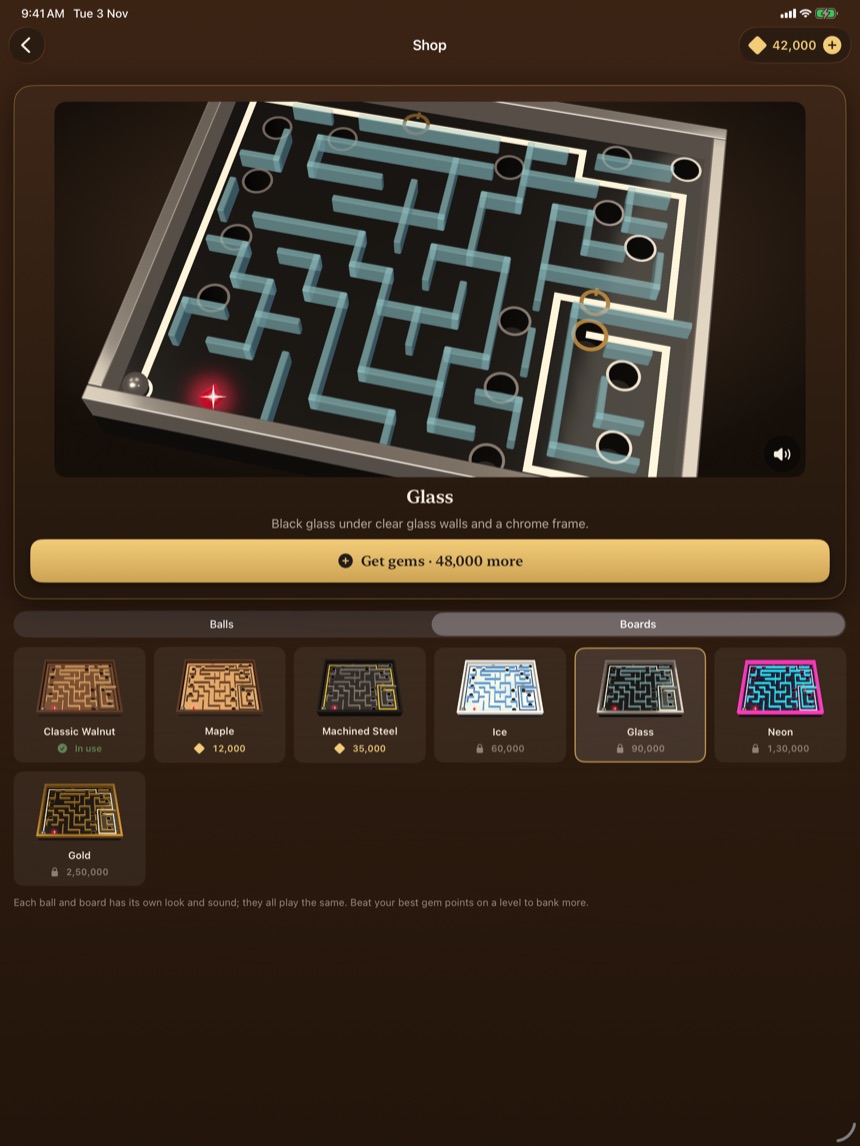 9:41 AM Tue 3 Nov
Shop
42,000
Glass
Black glass under clear glass walls and a chrome frame.
Get gems · 48,000 more
Balls
Boards
Classic Walnut
In use
Maple
12,000
Machined Steel
35,000
Ice
60,000
Glass
90,000
Neon
1,30,000
Gold
2,50,000
Each ball and board has its own look and sound; they all play the same. Beat your best gem points on a level to bank more.